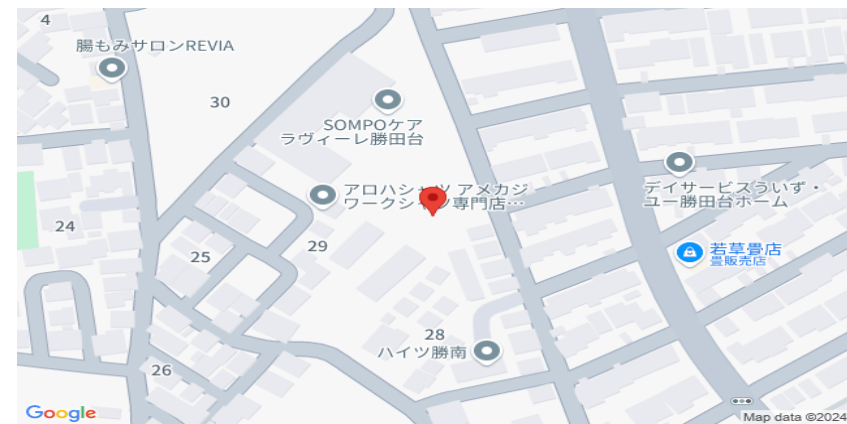 4
腸もみサロンREVIA
30
SOMPOケア
ラヴィーレ勝田台
アロハシャツ アメカジ
ワークシャツ専門店…
デイサービスういず・
ユー勝田台ホーム
24
25
29
若草畳店
畳販売店
28
ハイツ勝南
26
Google
Map data ©2024